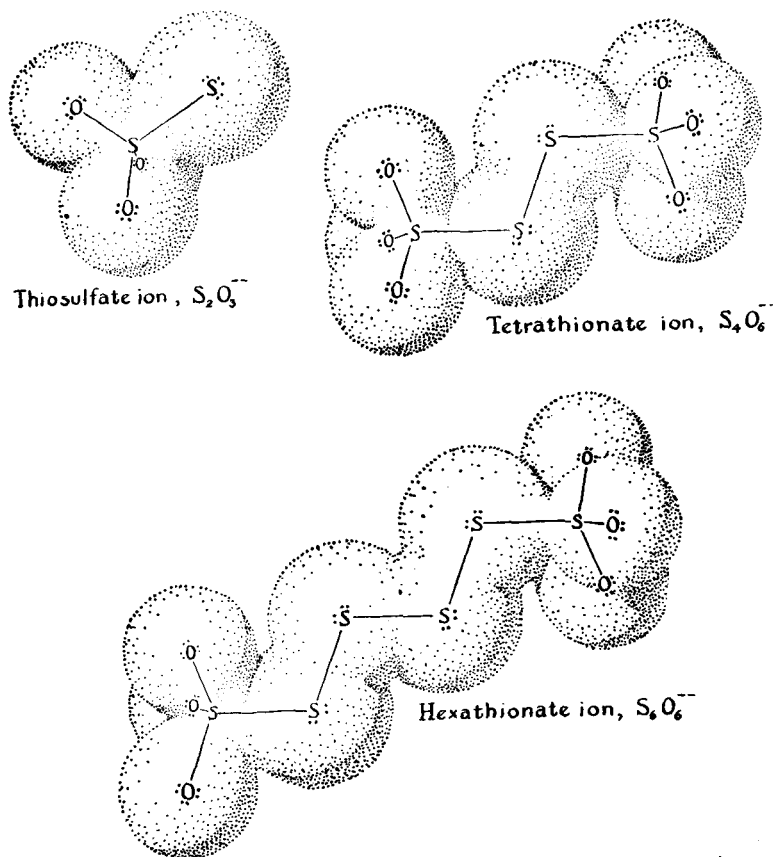 Thiosulfate ion, S₂O₃⁻⁻
Tetrathionate ion, S₄O₆⁻⁻
Hexathionate ion, S₆O₆⁻⁻
O
S
S
O
O
O
O
O
S
S
S
S
O
O
O
O
O
O
S
S
S
S
S
S
O
O
O